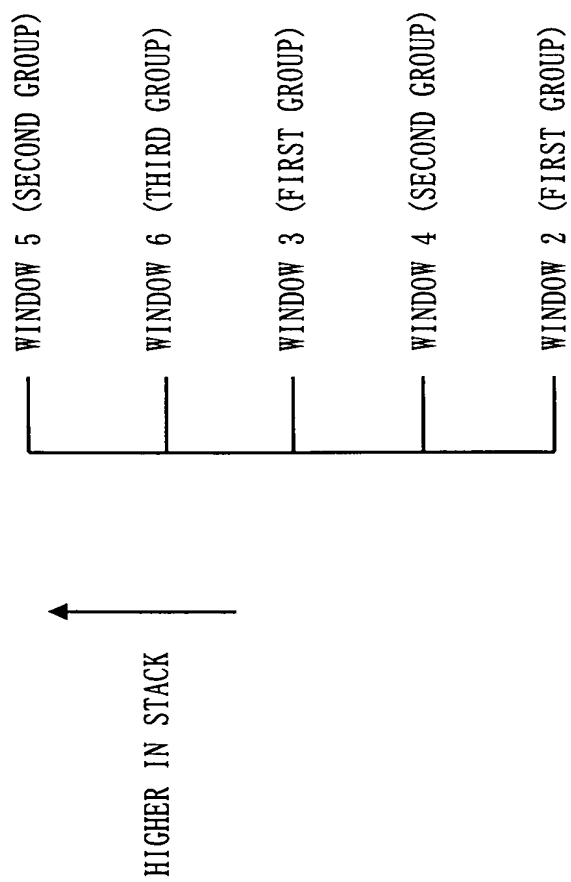 HIGHER IN STACK
WINDOW 5 (SECOND GROUP)
WINDOW 6 (THIRD GROUP)
WINDOW 3 (FIRST GROUP)
WINDOW 4 (SECOND GROUP)
WINDOW 2 (FIRST GROUP)